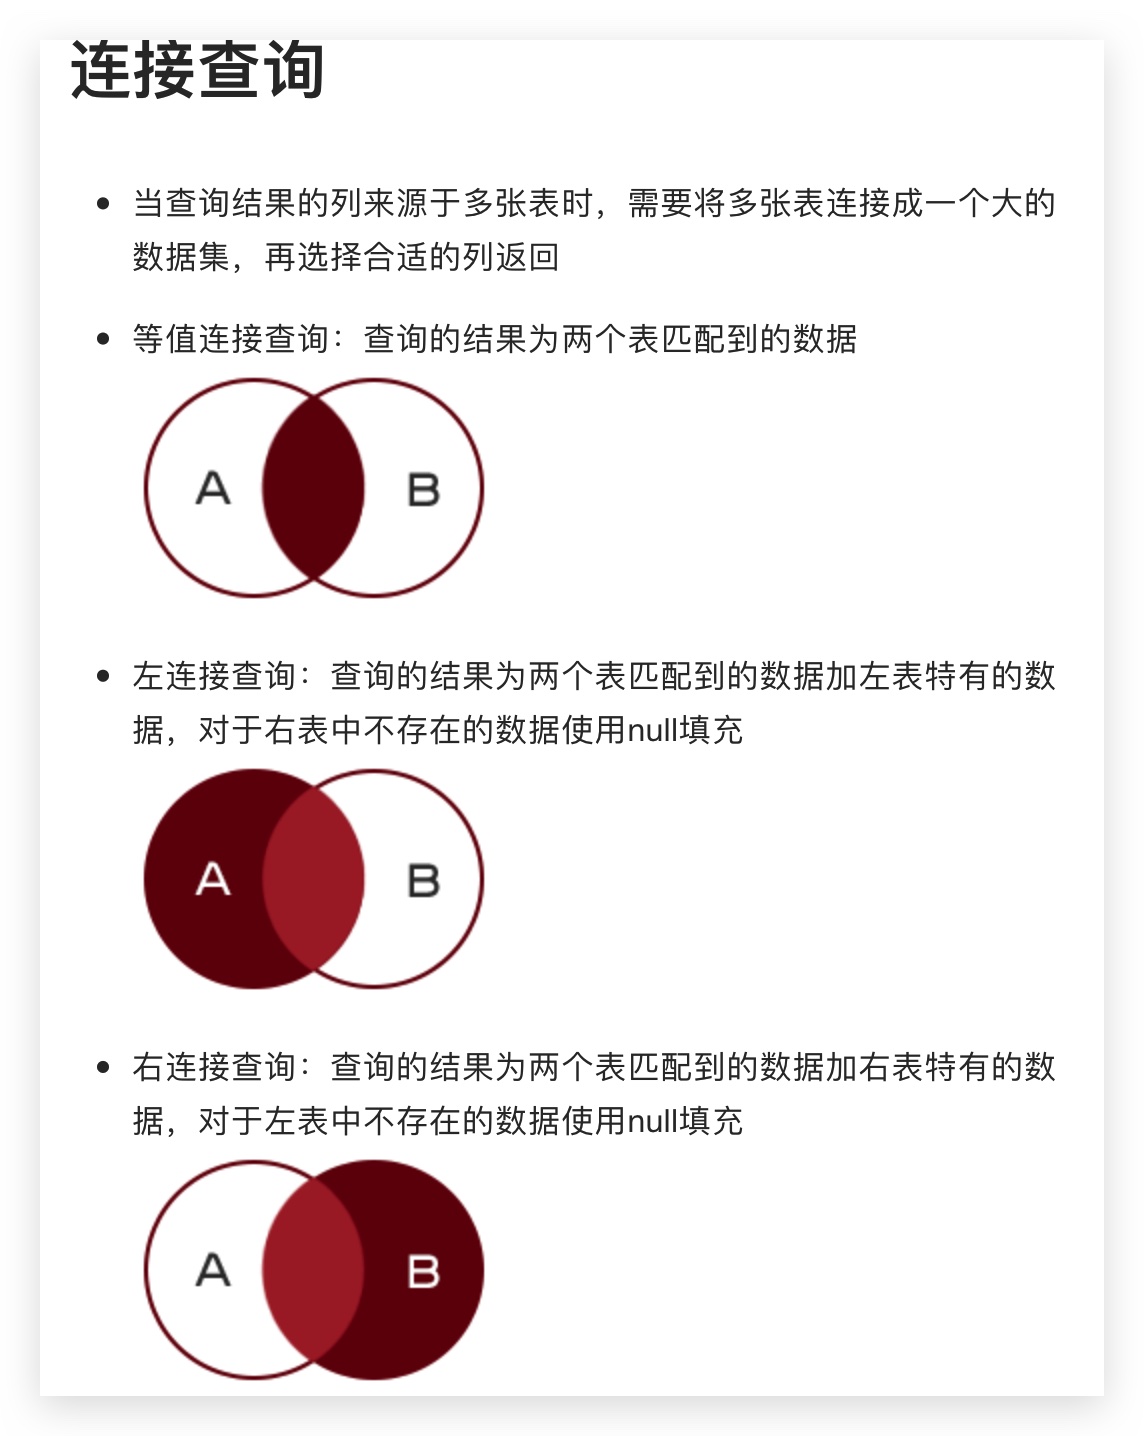 连接查询
当查询结果的列来源于多张表时，需要将多张表连接成一个大的
数据集，再选择合适的列返回
等值连接查询：查询的结果为两个表匹配到的数据
A B
左连接查询：查询的结果为两个表匹配到的数据加左表特有的数
据，对于右表中不存在的数据使用null填充
A B
右连接查询：查询的结果为两个表匹配到的数据加右表特有的数
据，对于左表中不存在的数据使用null填充
A B